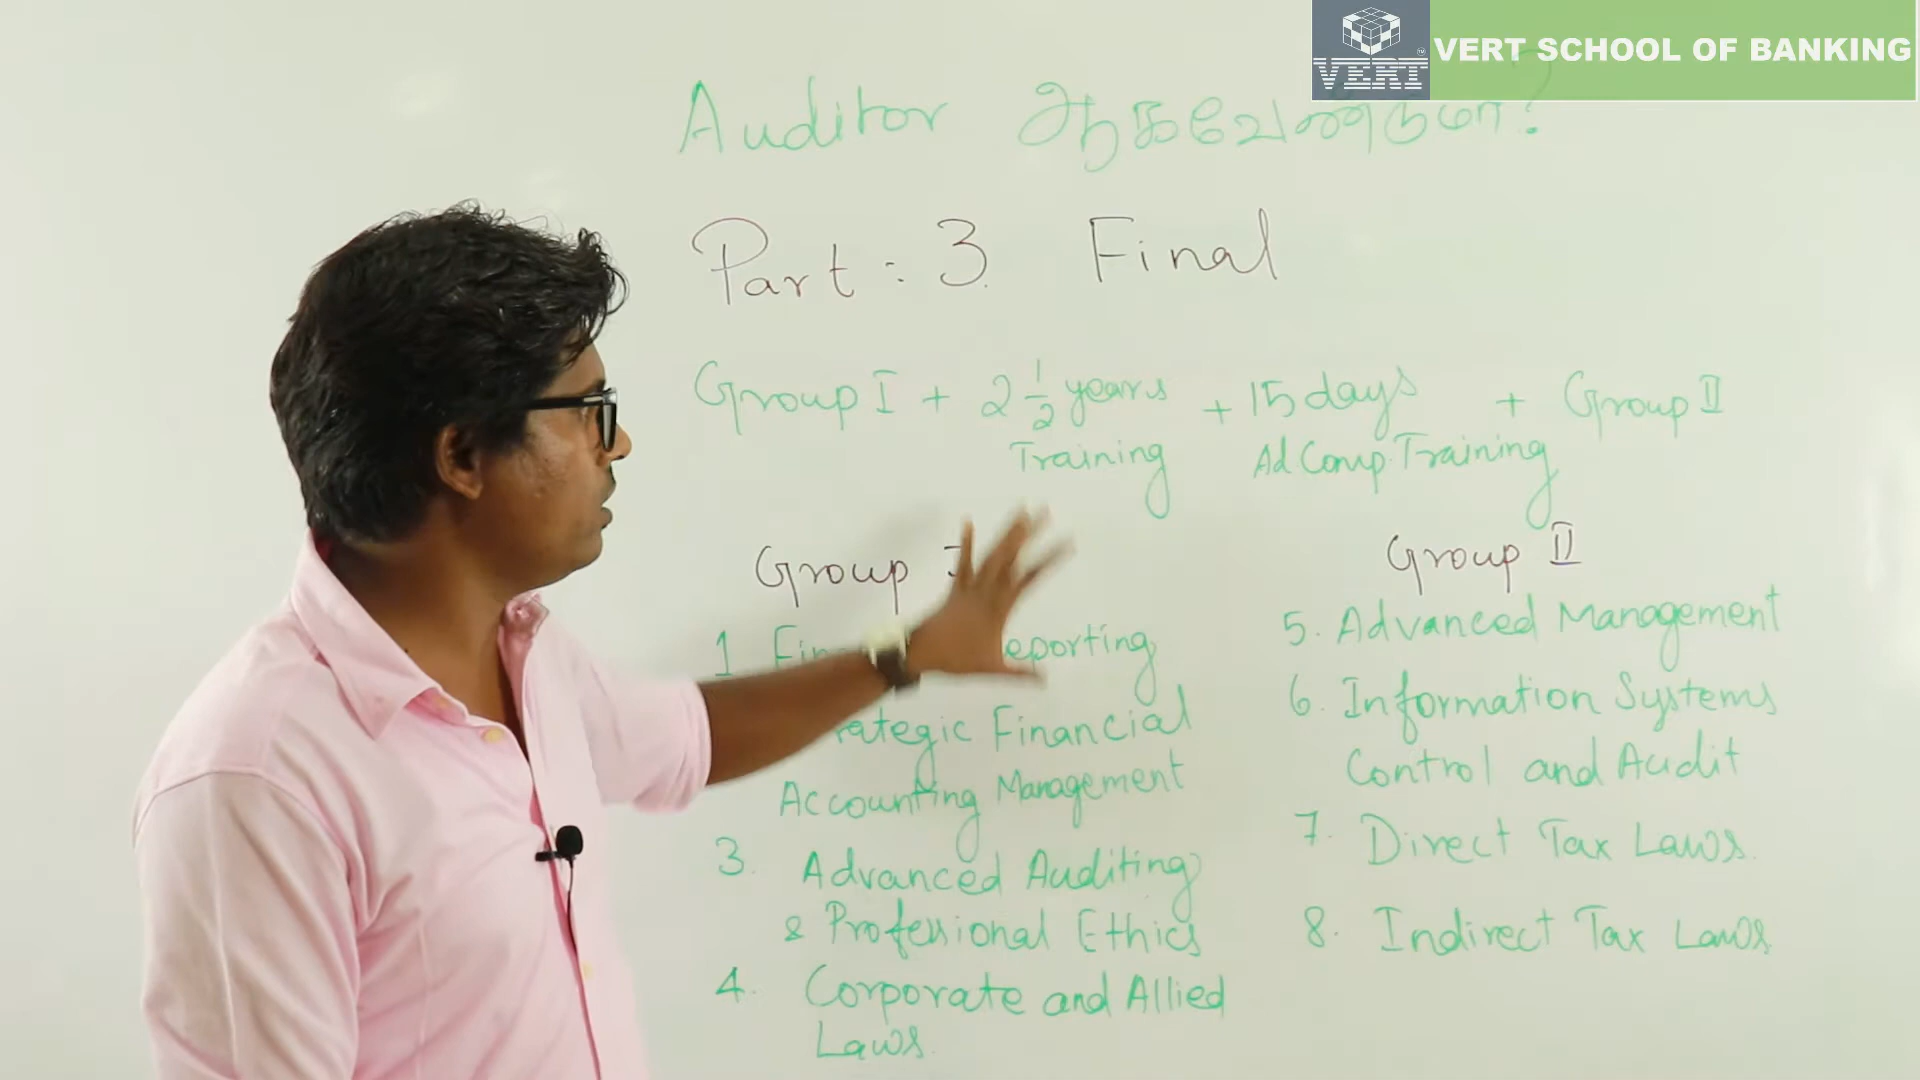 VERT
VERT SCHOOL OF BANKING
Auditor ஆகவேண்டுமா?
Part: 3. Final
Group I + 2 1/2 years Training + 15 days Ad Comp. Training + Group II
Group
1 Reporting
Strategic Financial
Accounting Management
3. Advanced Auditing
& Professional Ethics
4. Corporate and Allied
Laws.
Group II
5. Advanced Management
6. Information Systems
Control and Audit
7. Direct Tax Laws.
8. Indirect Tax Laws.